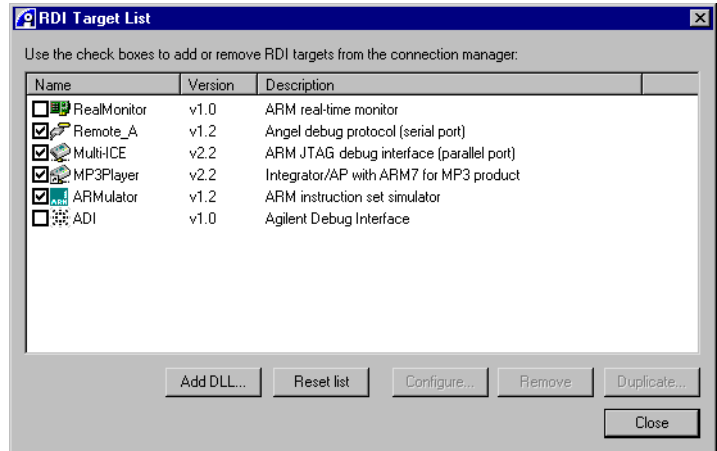 RDI Target List
Use the check boxes to add or remove RDI targets from the connection manager:
Name Version Description
RealMonitor v1.0 ARM real-time monitor
Remote_A v1.2 Angel debug protocol (serial port)
Multi-ICE v2.2 ARM JTAG debug interface (parallel port)
MP3Player v2.2 Integrator/AP with ARM7 for MP3 product
ARM ARMulator v1.2 ARM instruction set simulator
ADI v1.0 Agilent Debug Interface
Add DLL... Reset list Configure... Remove Duplicate...
Close